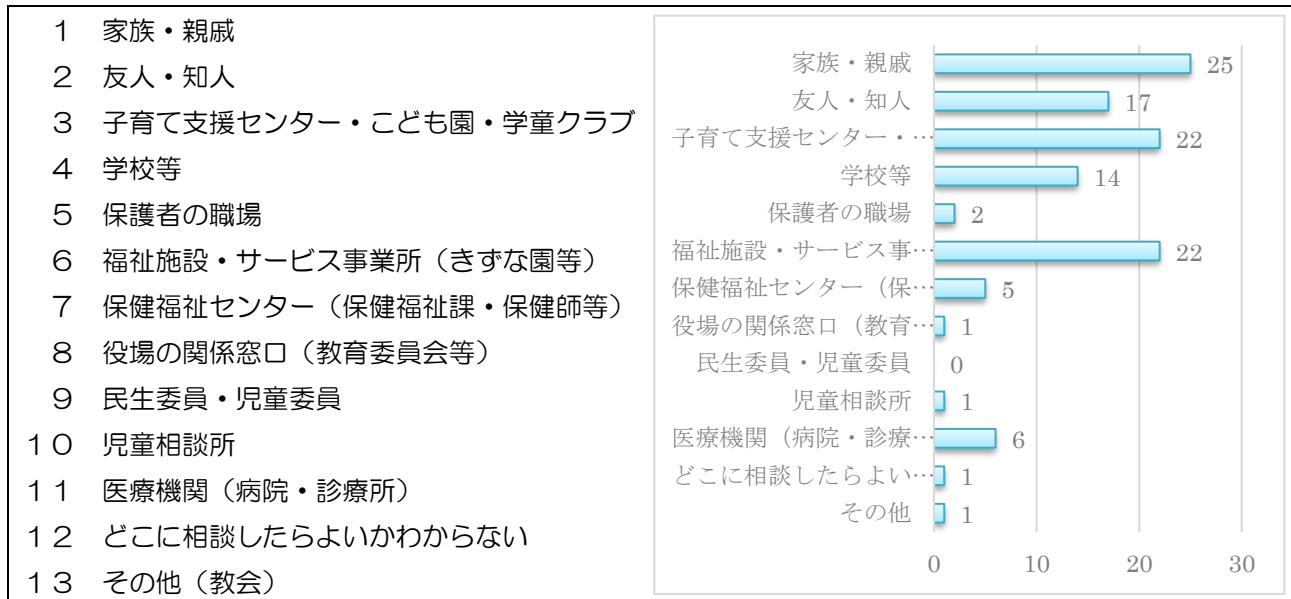 １ 家族・親戚
２ 友人・知人
３ 子育て支援センター・こども園・学童クラブ
４ 学校等
５ 保護者の職場
６ 福祉施設・サービス事業所（きずな園等）
７ 保健福祉センター（保健福祉課・保健師等）
８ 役場の関係窓口（教育委員会等）
９ 民生委員・児童委員
１０ 児童相談所
１１ 医療機関（病院・診療所）
１２ どこに相談したらよいかわからない
１３ その他（教会）
家族・親戚 25
友人・知人 17
子育て支援センター・… 22
学校等 14
保護者の職場 2
福祉施設・サービス事… 22
保健福祉センター（保… 5
役場の関係窓口（教育… 1
民生委員・児童委員 0
児童相談所 1
医療機関（病院・診療… 6
どこに相談したらよい… 1
その他 1
0 10 20 30